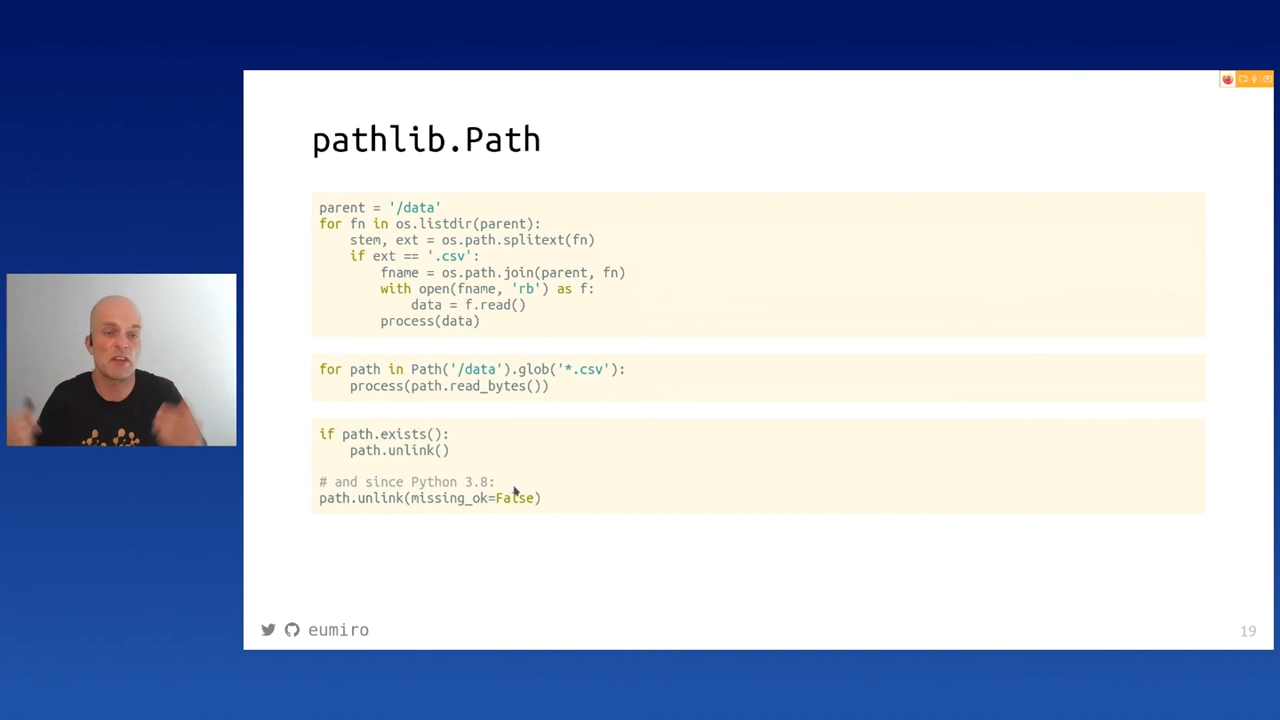 pathlib.Path
parent = '/data'
for fn in os.listdir(parent):
    stem, ext = os.path.splitext(fn)
    if ext == '.csv':
        fname = os.path.join(parent, fn)
        with open(fname, 'rb') as f:
            data = f.read()
        process(data)
for path in Path('/data').glob('*.csv'):
    process(path.read_bytes())
if path.exists():
    path.unlink()
# and since Python 3.8:
path.unlink(missing_ok=False)
eumiro
19